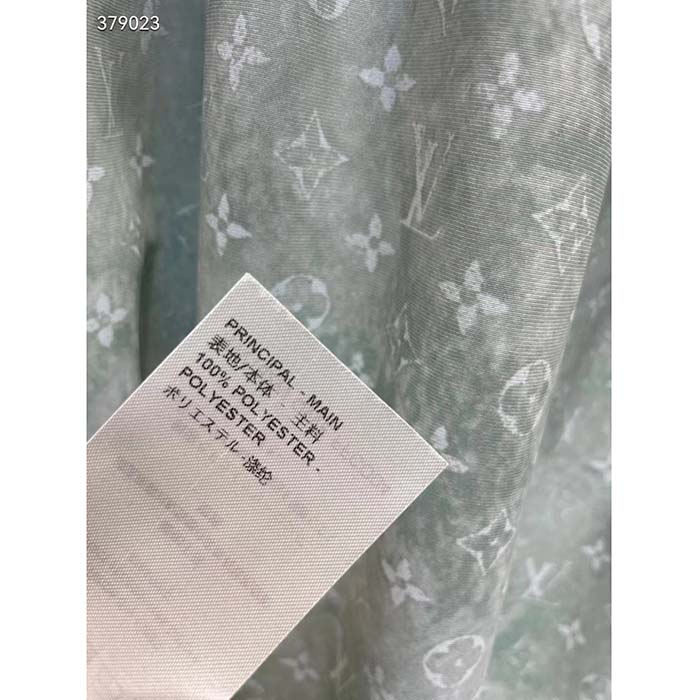 379023
PRINCIPAL - MAIN
表地/本体 : 主料
100% POLYESTER -
POLYESTER
ポリエステル -涤纶